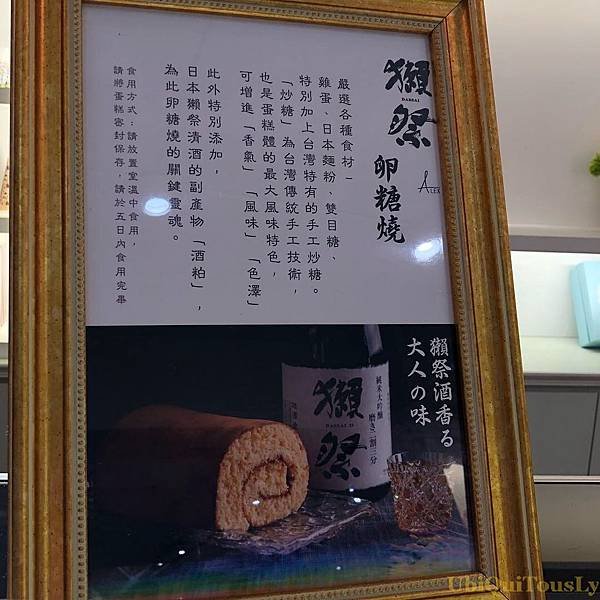 獺祭
DASSAI
卵糖燒
ALEX
嚴選各種食材－
雞蛋、日本麵粉、雙目糖、
特別加上台灣特有的手工炒糖。
「炒糖」為台灣傳統手工技術，
也是蛋糕體的最大風味特色，
可增進「香氣」「風味」「色澤」
此外特別添加，
日本獺祭清酒的副產物「酒粕」，
為此卵糖燒的關鍵靈魂。
食用方式：請放置室溫中食用，
請將蛋糕密封保存，請於五日內食用完畢
獺祭酒香る
大人の味
純米大吟醸
磨き二割三分
獺祭
DASSAI 23
UbiQuiTousLy